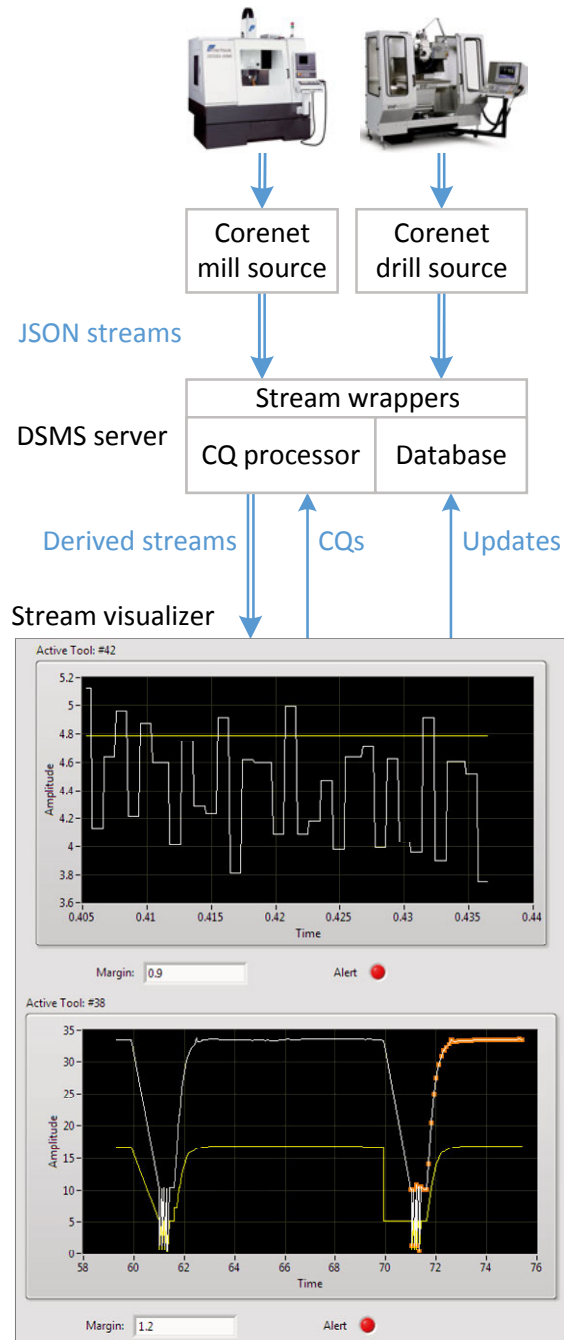 Corenet
mill source
Corenet
drill source
JSON streams
Stream wrappers
DSMS server
CQ processor
Database
Derived streams
CQs
Updates
Stream visualizer
Active Tool: #42
5.2
5
4.8
4.6
4.4
4.2
4
3.8
3.6
Amplitude
0.405 0.41 0.415 0.42 0.425 0.43 0.435 0.44
Time
Margin: 0.9 Alert
Active Tool: #38
35
30
25
20
15
10
5
0
Amplitude
58 60 62 64 66 68 70 72 74 76
Time
Margin: 1.2 Alert